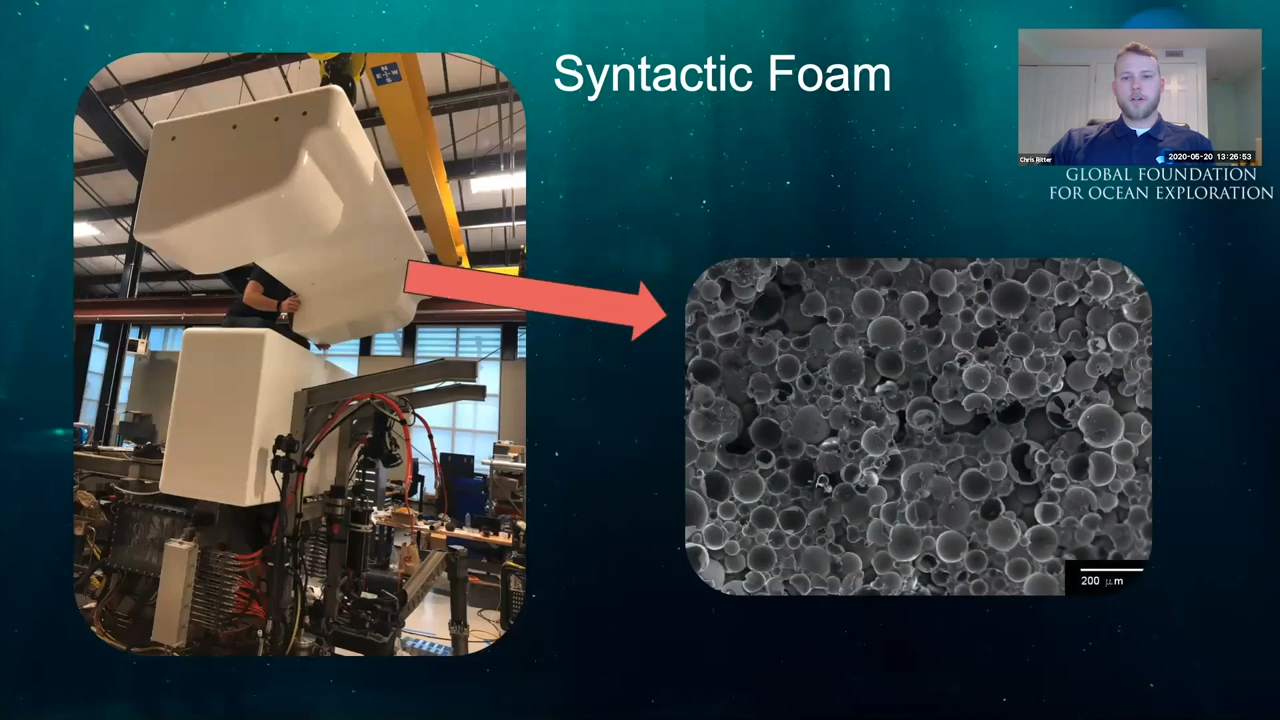 Syntactic Foam
Chris Ritter
2020-05-20 13:26:53
GLOBAL FOUNDATION
FOR OCEAN EXPLORATION
N
E W
S
200 μm